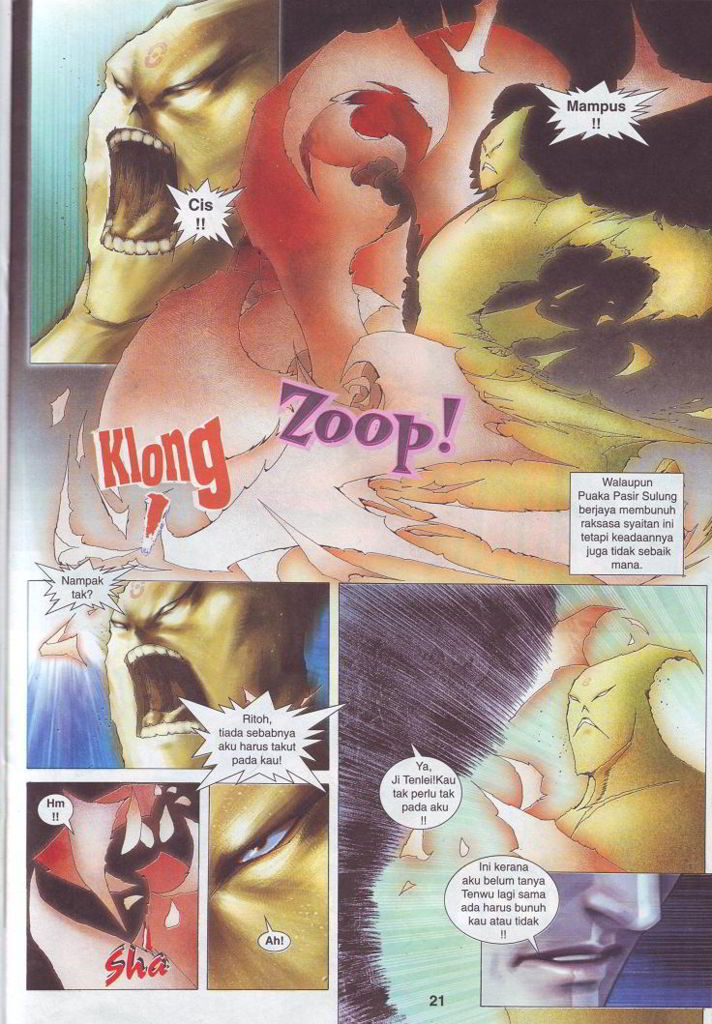 Cis
!!
Mampus
!!
Klong
!
Zoop!
Walaupun
Puaka Pasir Sulung
berjaya membunuh
raksasa syaitan ini
tetapi keadaannya
juga tidak sebaik
mana.
Nampak
tak?
Ritoh,
tiada sebabnya
aku harus takut
pada kau!
Hm
!!
Sha
Ah!
Ya,
Ji Tenlei!Kau
tak perlu tak
pada aku
!!
Ini kerana
aku belum tanya
Tenwu lagi sama
ada harus bunuh
kau atau tidak
!!
21